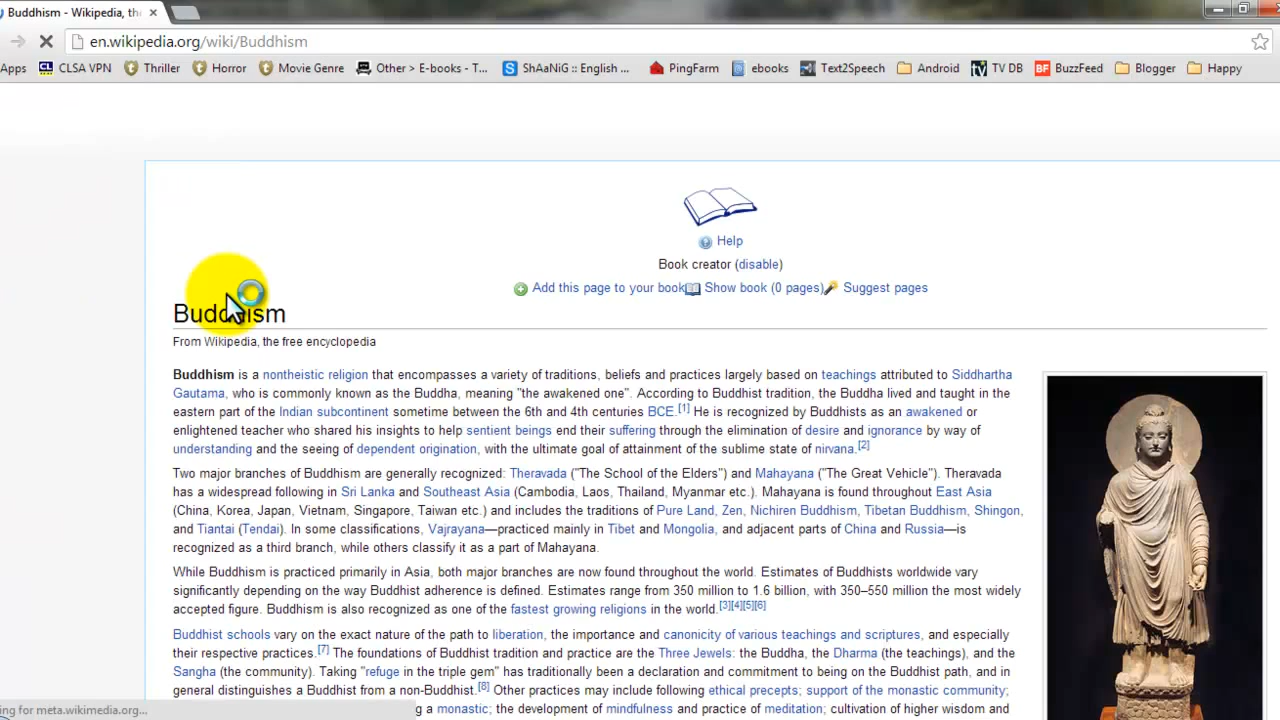 Buddhism - Wikipedia, the
en.wikipedia.org/wiki/Buddhism
Apps CLSA VPN Thriller Horror Movie Genre Other > E-books - T... ShAaNiG :: English ... PingFarm ebooks Text2Speech Android TV DB BuzzFeed Blogger Happy
Help
Book creator (disable)
Add this page to your book Show book (0 pages) Suggest pages
Buddhism
From Wikipedia, the free encyclopedia
Buddhism is a nontheistic religion that encompasses a variety of traditions, beliefs and practices largely based on teachings attributed to Siddhartha
Gautama, who is commonly known as the Buddha, meaning "the awakened one". According to Buddhist tradition, the Buddha lived and taught in the
eastern part of the Indian subcontinent sometime between the 6th and 4th centuries BCE.[1] He is recognized by Buddhists as an awakened or
enlightened teacher who shared his insights to help sentient beings end their suffering through the elimination of desire and ignorance by way of
understanding and the seeing of dependent origination, with the ultimate goal of attainment of the sublime state of nirvana.[2]
Two major branches of Buddhism are generally recognized: Theravada ("The School of the Elders") and Mahayana ("The Great Vehicle"). Theravada
has a widespread following in Sri Lanka and Southeast Asia (Cambodia, Laos, Thailand, Myanmar etc.). Mahayana is found throughout East Asia
(China, Korea, Japan, Vietnam, Singapore, Taiwan etc.) and includes the traditions of Pure Land, Zen, Nichiren Buddhism, Tibetan Buddhism, Shingon,
and Tiantai (Tendai). In some classifications, Vajrayana—practiced mainly in Tibet and Mongolia, and adjacent parts of China and Russia—is
recognized as a third branch, while others classify it as a part of Mahayana.
While Buddhism is practiced primarily in Asia, both major branches are now found throughout the world. Estimates of Buddhists worldwide vary
significantly depending on the way Buddhist adherence is defined. Estimates range from 350 million to 1.6 billion, with 350–550 million the most widely
accepted figure. Buddhism is also recognized as one of the fastest growing religions in the world.[3][4][5][6]
Buddhist schools vary on the exact nature of the path to liberation, the importance and canonicity of various teachings and scriptures, and especially
their respective practices.[7] The foundations of Buddhist tradition and practice are the Three Jewels: the Buddha, the Dharma (the teachings), and the
Sangha (the community). Taking "refuge in the triple gem" has traditionally been a declaration and commitment to being on the Buddhist path, and in
general distinguishes a Buddhist from a non-Buddhist.[8] Other practices may include following ethical precepts; support of the monastic community;
g a monastic; the development of mindfulness and practice of meditation; cultivation of higher wisdom and
ing for meta.wikimedia.org...